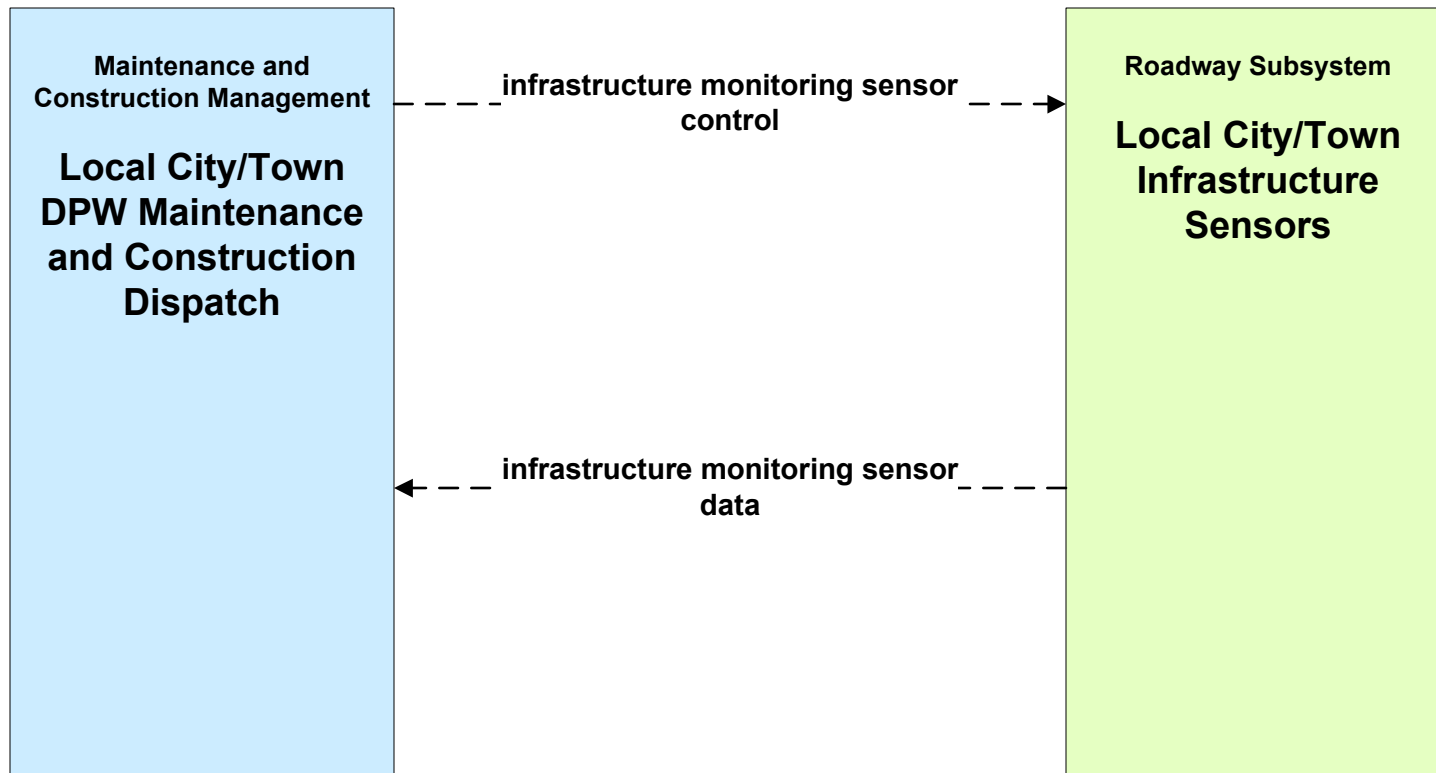 Maintenance and
Construction Management
Local City/Town
DPW Maintenance
and Construction
Dispatch
infrastructure monitoring sensor
control
infrastructure monitoring sensor
data
Roadway Subsystem
Local City/Town
Infrastructure
Sensors